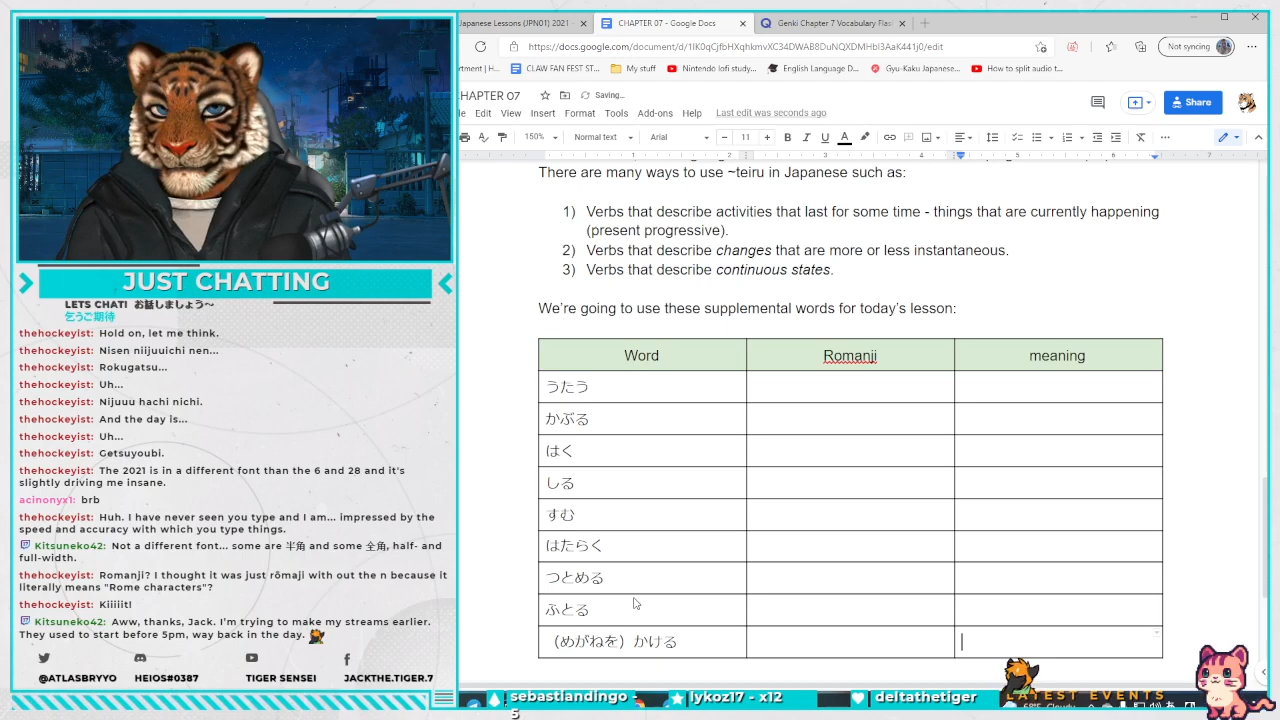 JUST CHATTING
LETS CHAT! お話しましょう～
乞うご期待
thehockeyist: Hold on, let me think.
thehockeyist: Nisen niijuuichi nen...
thehockeyist: Rokugatsu...
thehockeyist: Uh...
thehockeyist: Nijuuu hachi nichi.
thehockeyist: And the day is...
thehockeyist: Uh...
thehockeyist: Getsuyoubi.
thehockeyist: The 2021 is in a different font than the 6 and 28 and it's
slightly driving me insane.
acinonyx1: brb
thehockeyist: Huh. I have never seen you type and I am... impressed by the
speed and accuracy with which you type things.
Kitsuneko42: Not a different font... some are 半角 and some 全角, half- and
full-width.
thehockeyist: Romanji? I thought it was just rōmaji with out the n because it
literally means "Rome characters"?
thehockeyist: Kiiiiit!
Kitsuneko42: Aww, thanks, Jack. I'm trying to make my streams earlier.
They used to start before 5pm, way back in the day.
@ATLASBRYYO HEIOS#0387 TIGER SENSEI JACKTHE.TIGER.7
Japanese Lessons (JPN01) 2021 CHAPTER 07 - Google Docs Genki Chapter 7 Vocabulary Flas
https://docs.google.com/document/d/1lK0qCjfbHXqhkmvXC34DWA88DuNQXDMHbl3AaK441j0/edit
Not syncing
CLAW FAN FEST ST... My stuff Nintendo lefi study... English Language D... Gyu-Kaku Japanese... How to split audio t...
CHAPTER 07 Saving...
Edit View Insert Format Tools Add-ons Help Last edit was seconds ago
Share
150% Normal text Arial 11 B I U A
There are many ways to use ~teiru in Japanese such as:
1) Verbs that describe activities that last for some time - things that are currently happening
(present progressive).
2) Verbs that describe changes that are more or less instantaneous.
3) Verbs that describe continuous states.
We're going to use these supplemental words for today's lesson:
Word Romanji meaning
うたう
かぶる
はく
しる
すむ
はたらく
つとめる
ふとる
（めがねを）かける
sebastlandingo - lynx217 - x12 deltathetiger
5